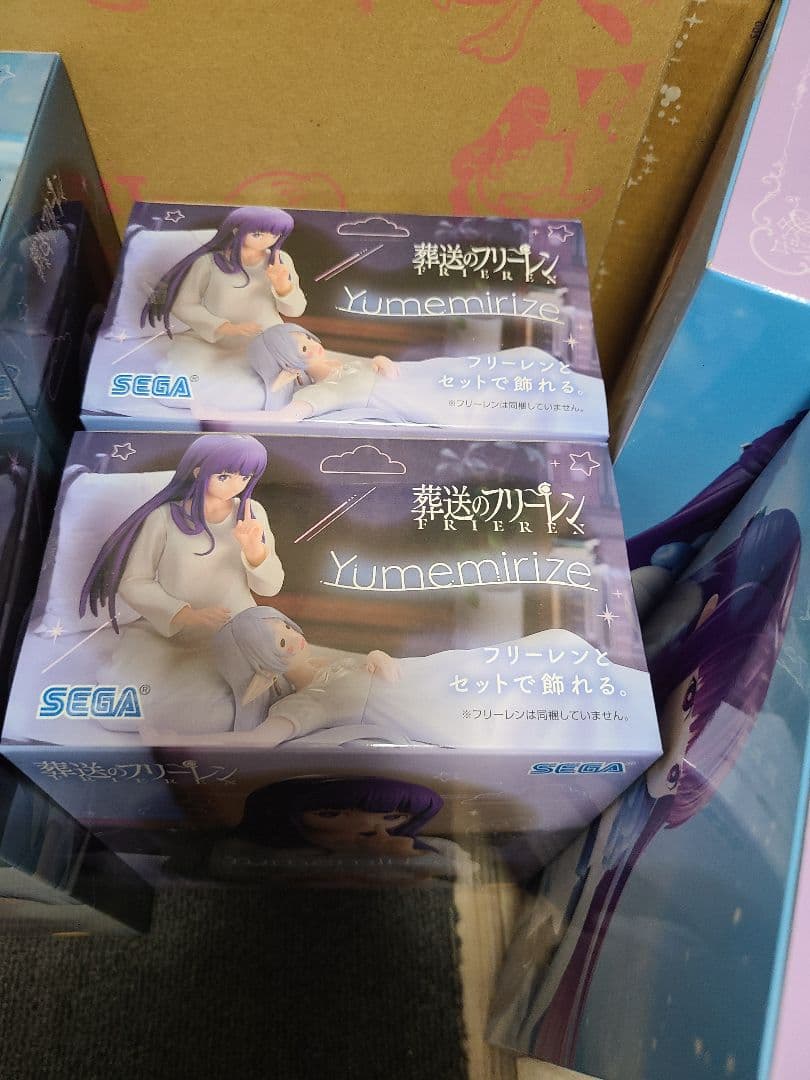 葬送のフリーレン
FRIEREN
Yumemirize
フリーレンと
セットで飾れる。
※フリーレンは同梱していません。
SEGA®
葬送のフリーレン
FRIEREN
Yumemirize
フリーレンと
セットで飾れる。
※フリーレンは同梱していません。
SEGA®
葬送のフリーレン
FRIEREN
SEGA